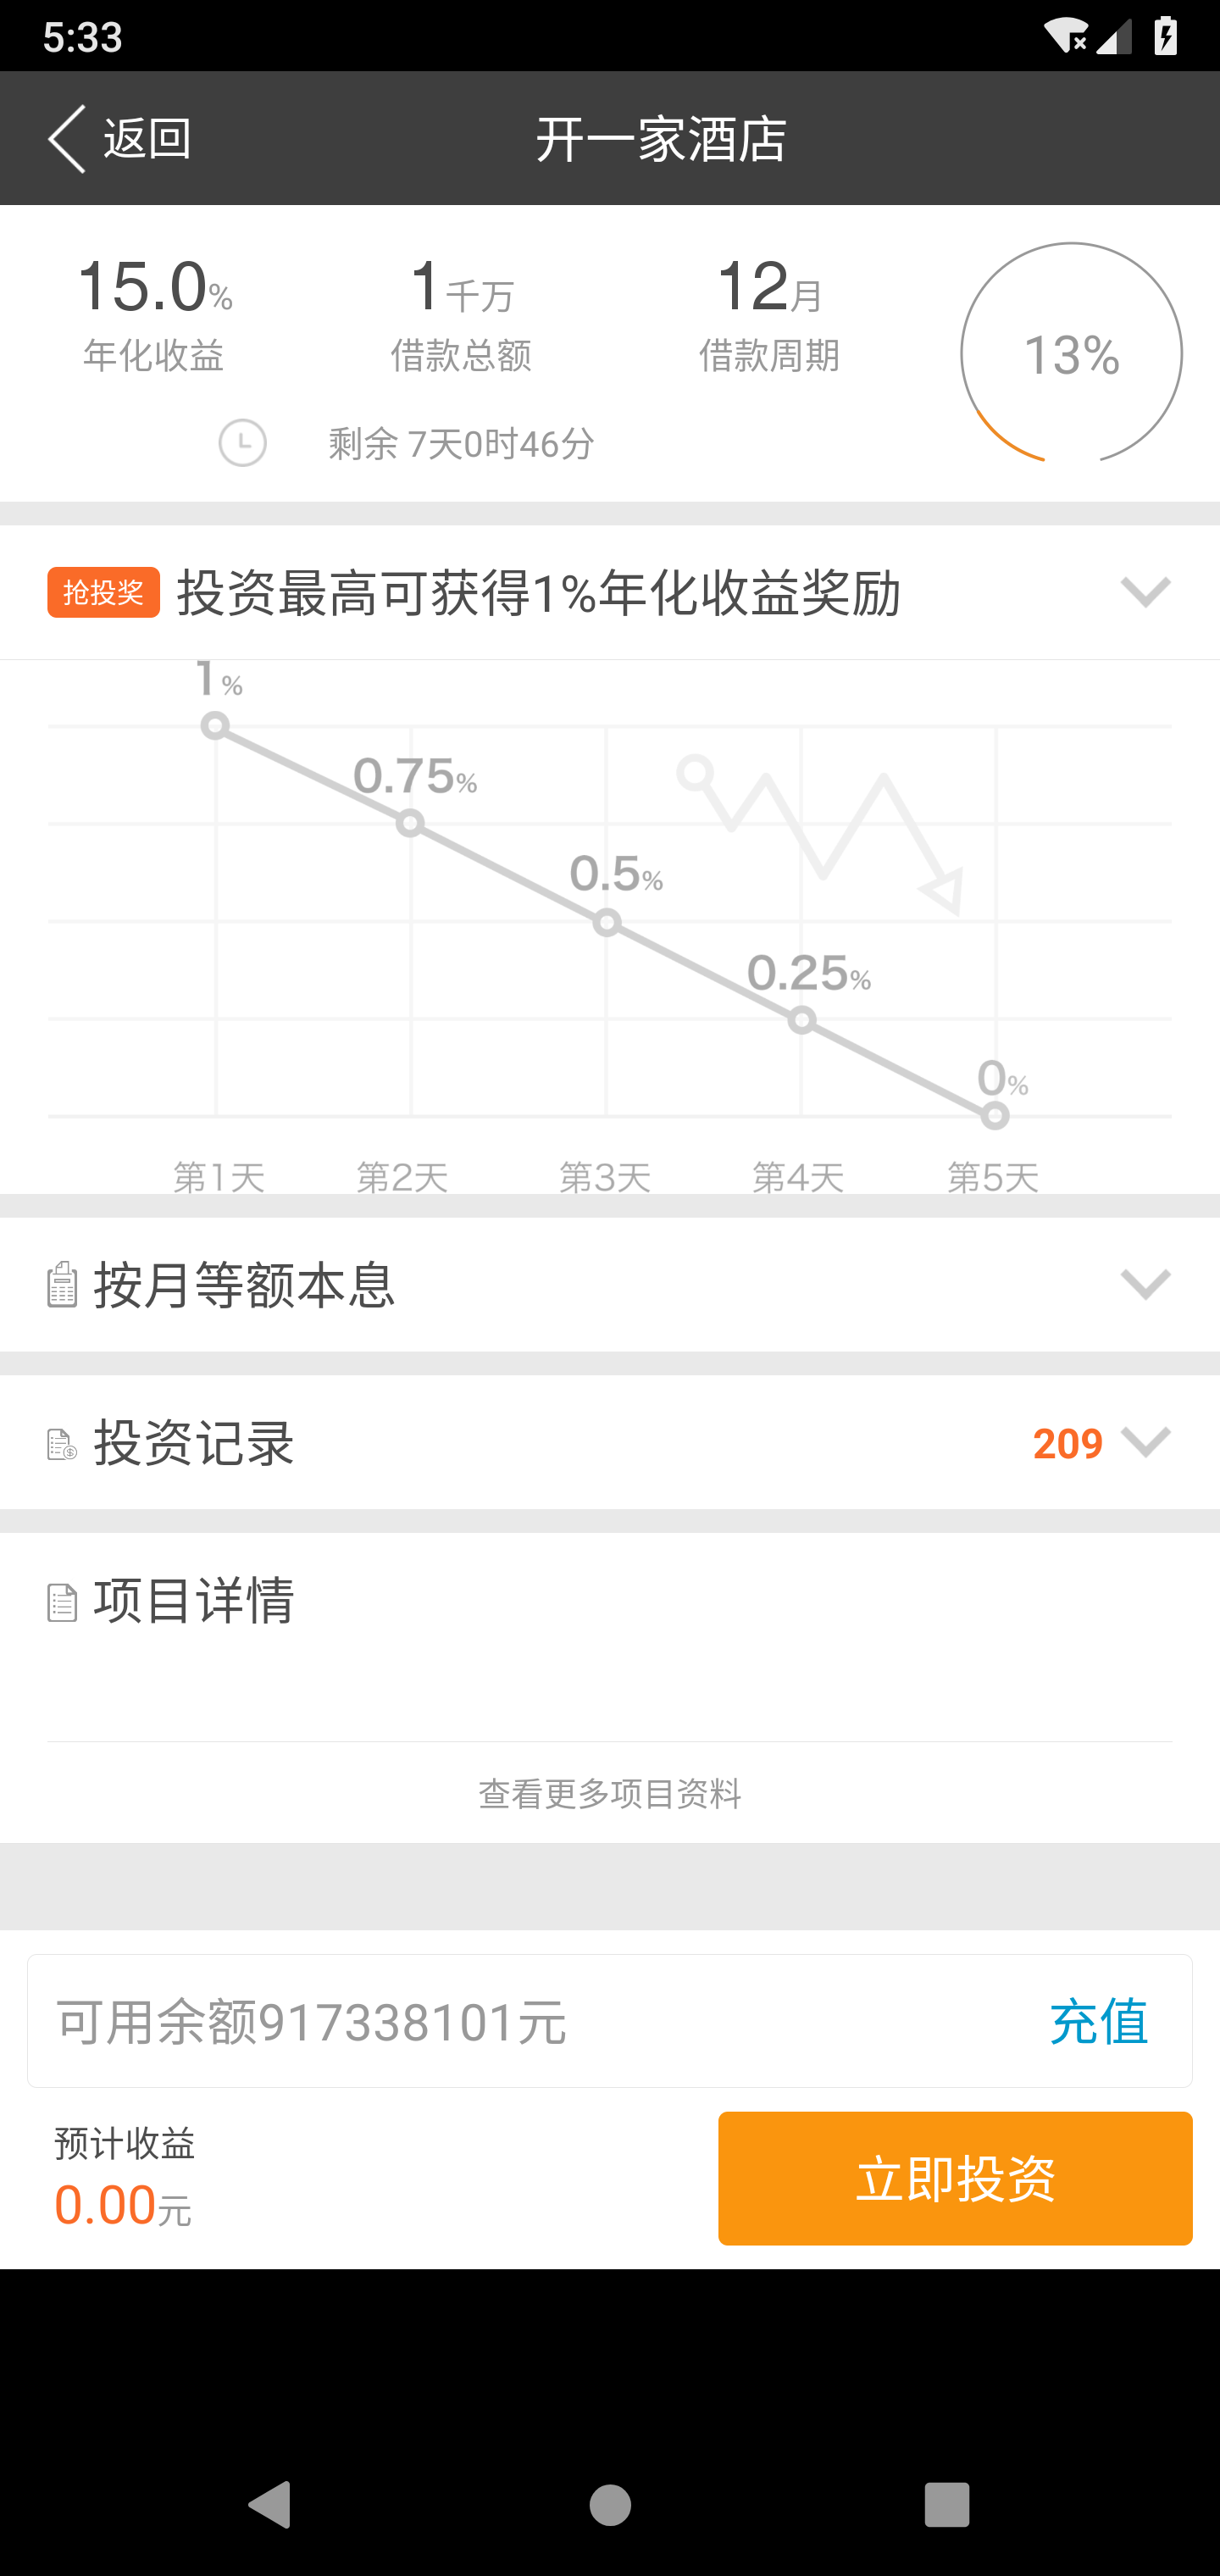 5:33
返回
开一家酒店
15.0%
1千万
12月
年化收益
借款总额
借款周期
13%
剩余 7天0时46分
抢投奖 投资最高可获得1%年化收益奖励
1%
0.75%
0.5%
0.25%
0%
第1天 第2天 第3天 第4天 第5天
按月等额本息
投资记录 209
项目详情
查看更多项目资料
可用余额917338101元 充值
预计收益
0.00元
立即投资